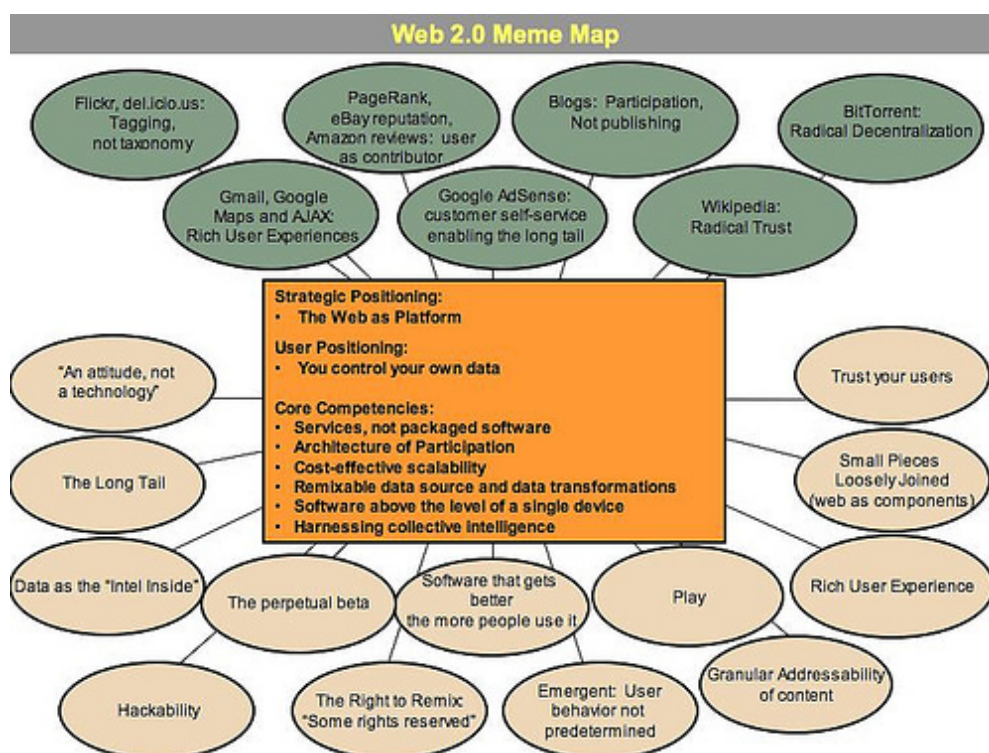 Web 2.0 Meme Map
Flickr, del.icio.us:
Tagging,
not taxonomy
PageRank,
eBay reputation,
Amazon reviews: user
as contributor
Blogs: Participation,
Not publishing
BitTorrent:
Radical Decentralization
Gmail, Google
Maps and AJAX:
Rich User Experiences
Google AdSense:
customer self-service
enabling the long tail
Wikipedia:
Radical Trust
Strategic Positioning:
• The Web as Platform
User Positioning:
• You control your own data
Core Competencies:
• Services, not packaged software
• Architecture of Participation
• Cost-effective scalability
• Remixable data source and data transformations
• Software above the level of a single device
• Harnessing collective intelligence
"An attitude, not
a technology"
Trust your users
The Long Tail
Small Pieces
Loosely Joined
(web as components)
Data as the "Intel Inside"
The perpetual beta
Software that gets
better
the more people use it
Play
Rich User Experience
Hackability
The Right to Remix:
"Some rights reserved"
Emergent: User
behavior not
predetermined
Granular Addressability
of content